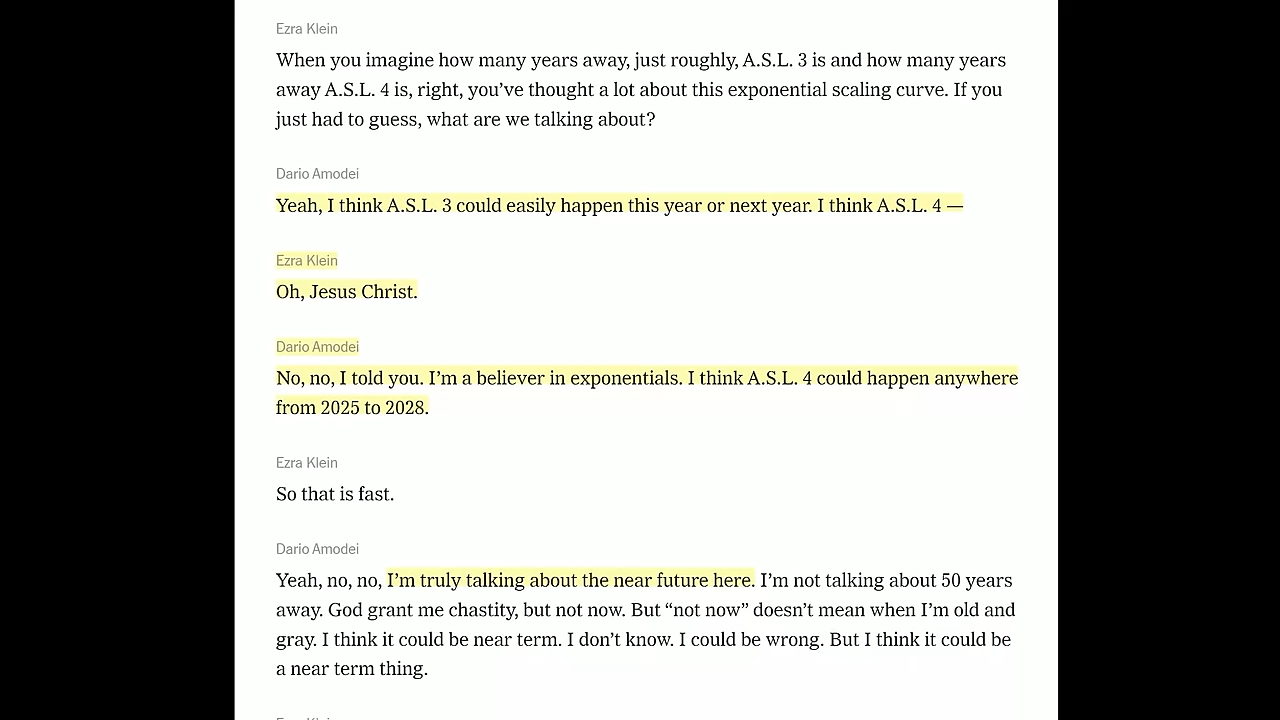 Ezra Klein
When you imagine how many years away, just roughly, A.S.L. 3 is and how many years
away A.S.L. 4 is, right, you’ve thought a lot about this exponential scaling curve. If you
just had to guess, what are we talking about?
Dario Amodei
Yeah, I think A.S.L. 3 could easily happen this year or next year. I think A.S.L. 4 —
Ezra Klein
Oh, Jesus Christ.
Dario Amodei
No, no, I told you. I’m a believer in exponentials. I think A.S.L. 4 could happen anywhere
from 2025 to 2028.
Ezra Klein
So that is fast.
Dario Amodei
Yeah, no, no, I’m truly talking about the near future here. I’m not talking about 50 years
away. God grant me chastity, but not now. But “not now” doesn’t mean when I’m old and
gray. I think it could be near term. I don’t know. I could be wrong. But I think it could be
a near term thing.